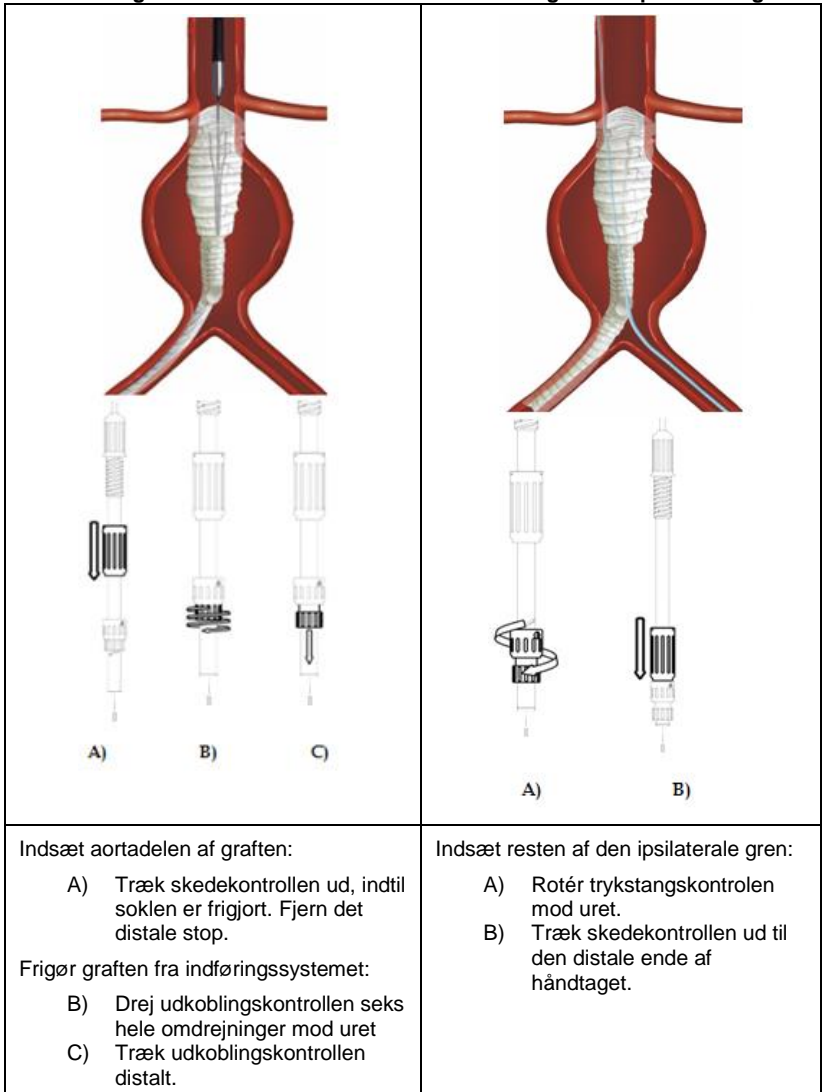 A)
B)
C)
A)
B)
Indsæt aortadelen af graften:
A) Træk skedekontrollen ud, indtil
soklen er frigjort. Fjern det
distale stop.
Frigør graften fra indføringssystemet:
B) Drej udkoblingskontrollen seks
hele omdrejninger mod uret
C) Træk udkoblingskontrollen
distalt.
Indsæt resten af den ipsilaterale gren:
A) Rotér trykstangskontrolen
mod uret.
B) Træk skedekontrollen ud til
den distale ende af
håndtaget.